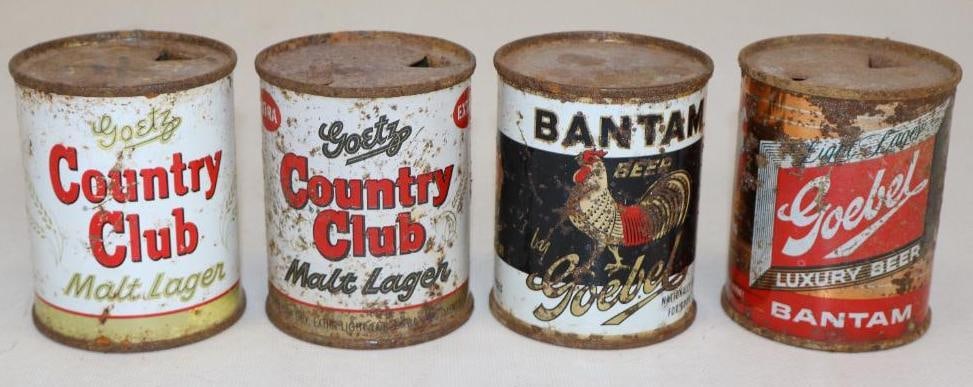 Goetz
Country
Club
Malt Lager
EXTRA
Goetz
Country
Club
Malt Lager
BANTAM
BEER
by
Goebel
Light Lager
Goebel
LUXURY BEER
BANTAM